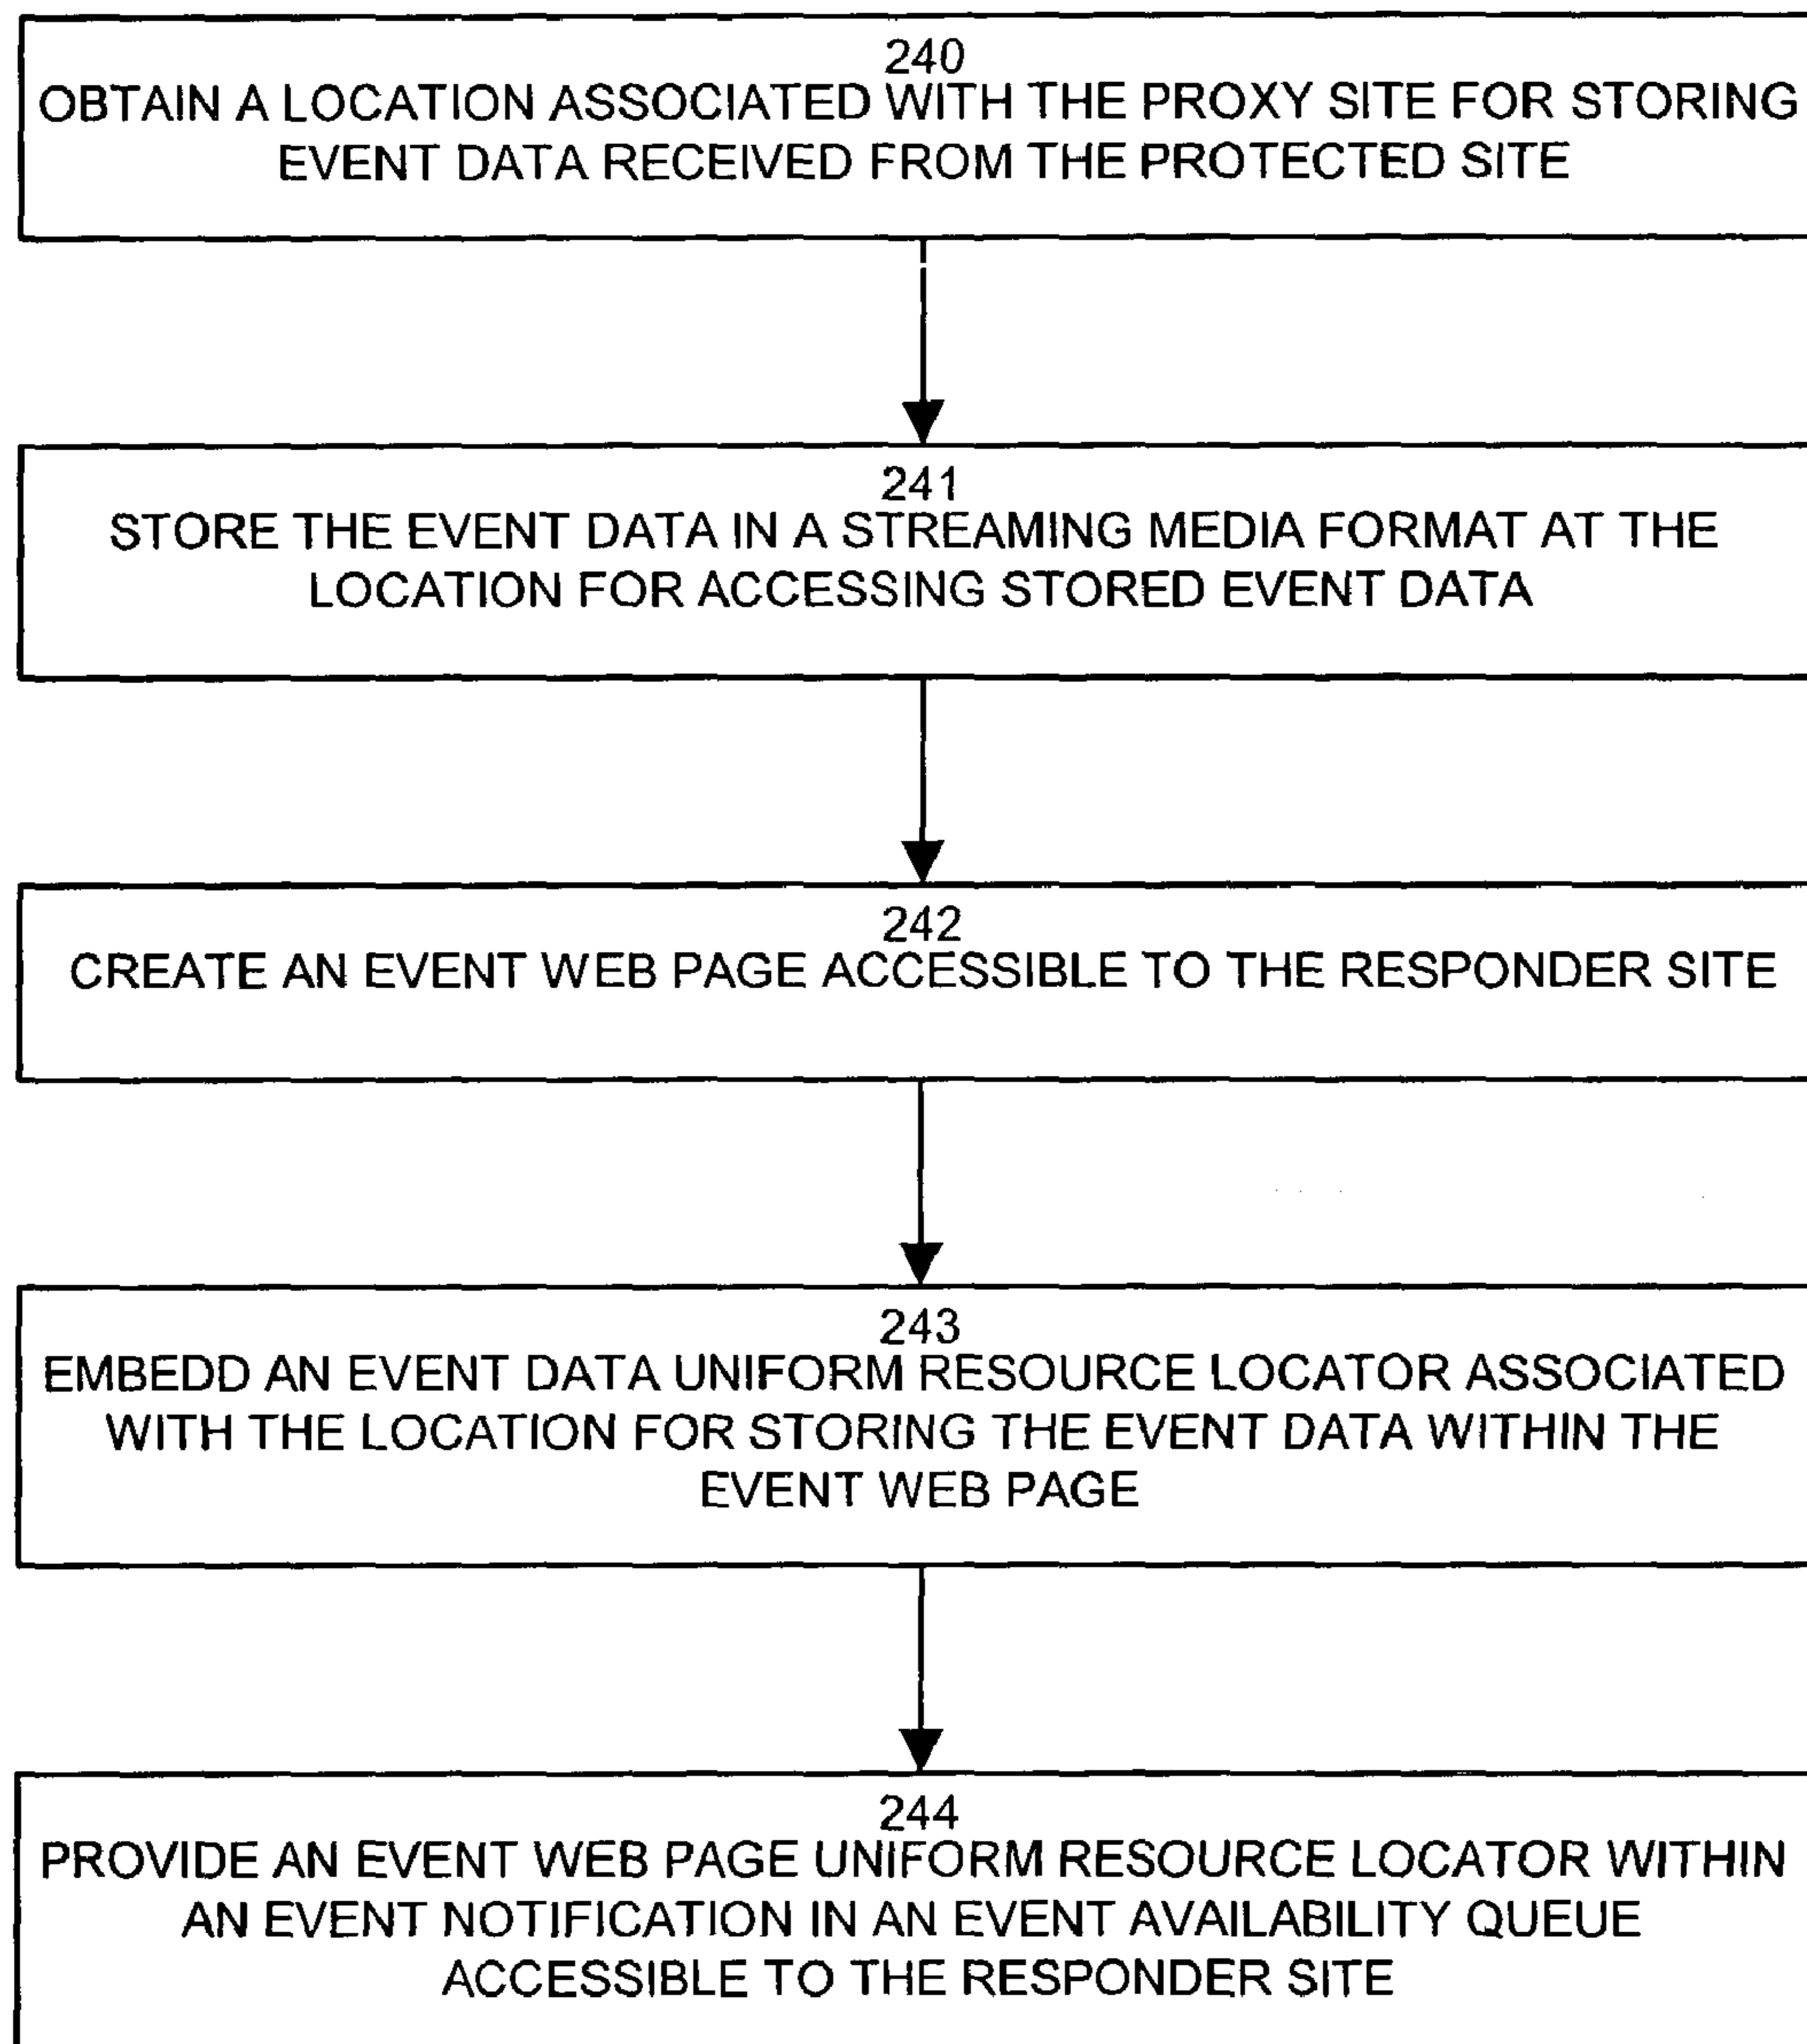 240
OBTAIN A LOCATION ASSOCIATED WITH THE PROXY SITE FOR STORING
EVENT DATA RECEIVED FROM THE PROTECTED SITE
241
STORE THE EVENT DATA IN A STREAMING MEDIA FORMAT AT THE
LOCATION FOR ACCESSING STORED EVENT DATA
242
CREATE AN EVENT WEB PAGE ACCESSIBLE TO THE RESPONDER SITE
243
EMBEDD AN EVENT DATA UNIFORM RESOURCE LOCATOR ASSOCIATED
WITH THE LOCATION FOR STORING THE EVENT DATA WITHIN THE
EVENT WEB PAGE
244
PROVIDE AN EVENT WEB PAGE UNIFORM RESOURCE LOCATOR WITHIN
AN EVENT NOTIFICATION IN AN EVENT AVAILABILITY QUEUE
ACCESSIBLE TO THE RESPONDER SITE